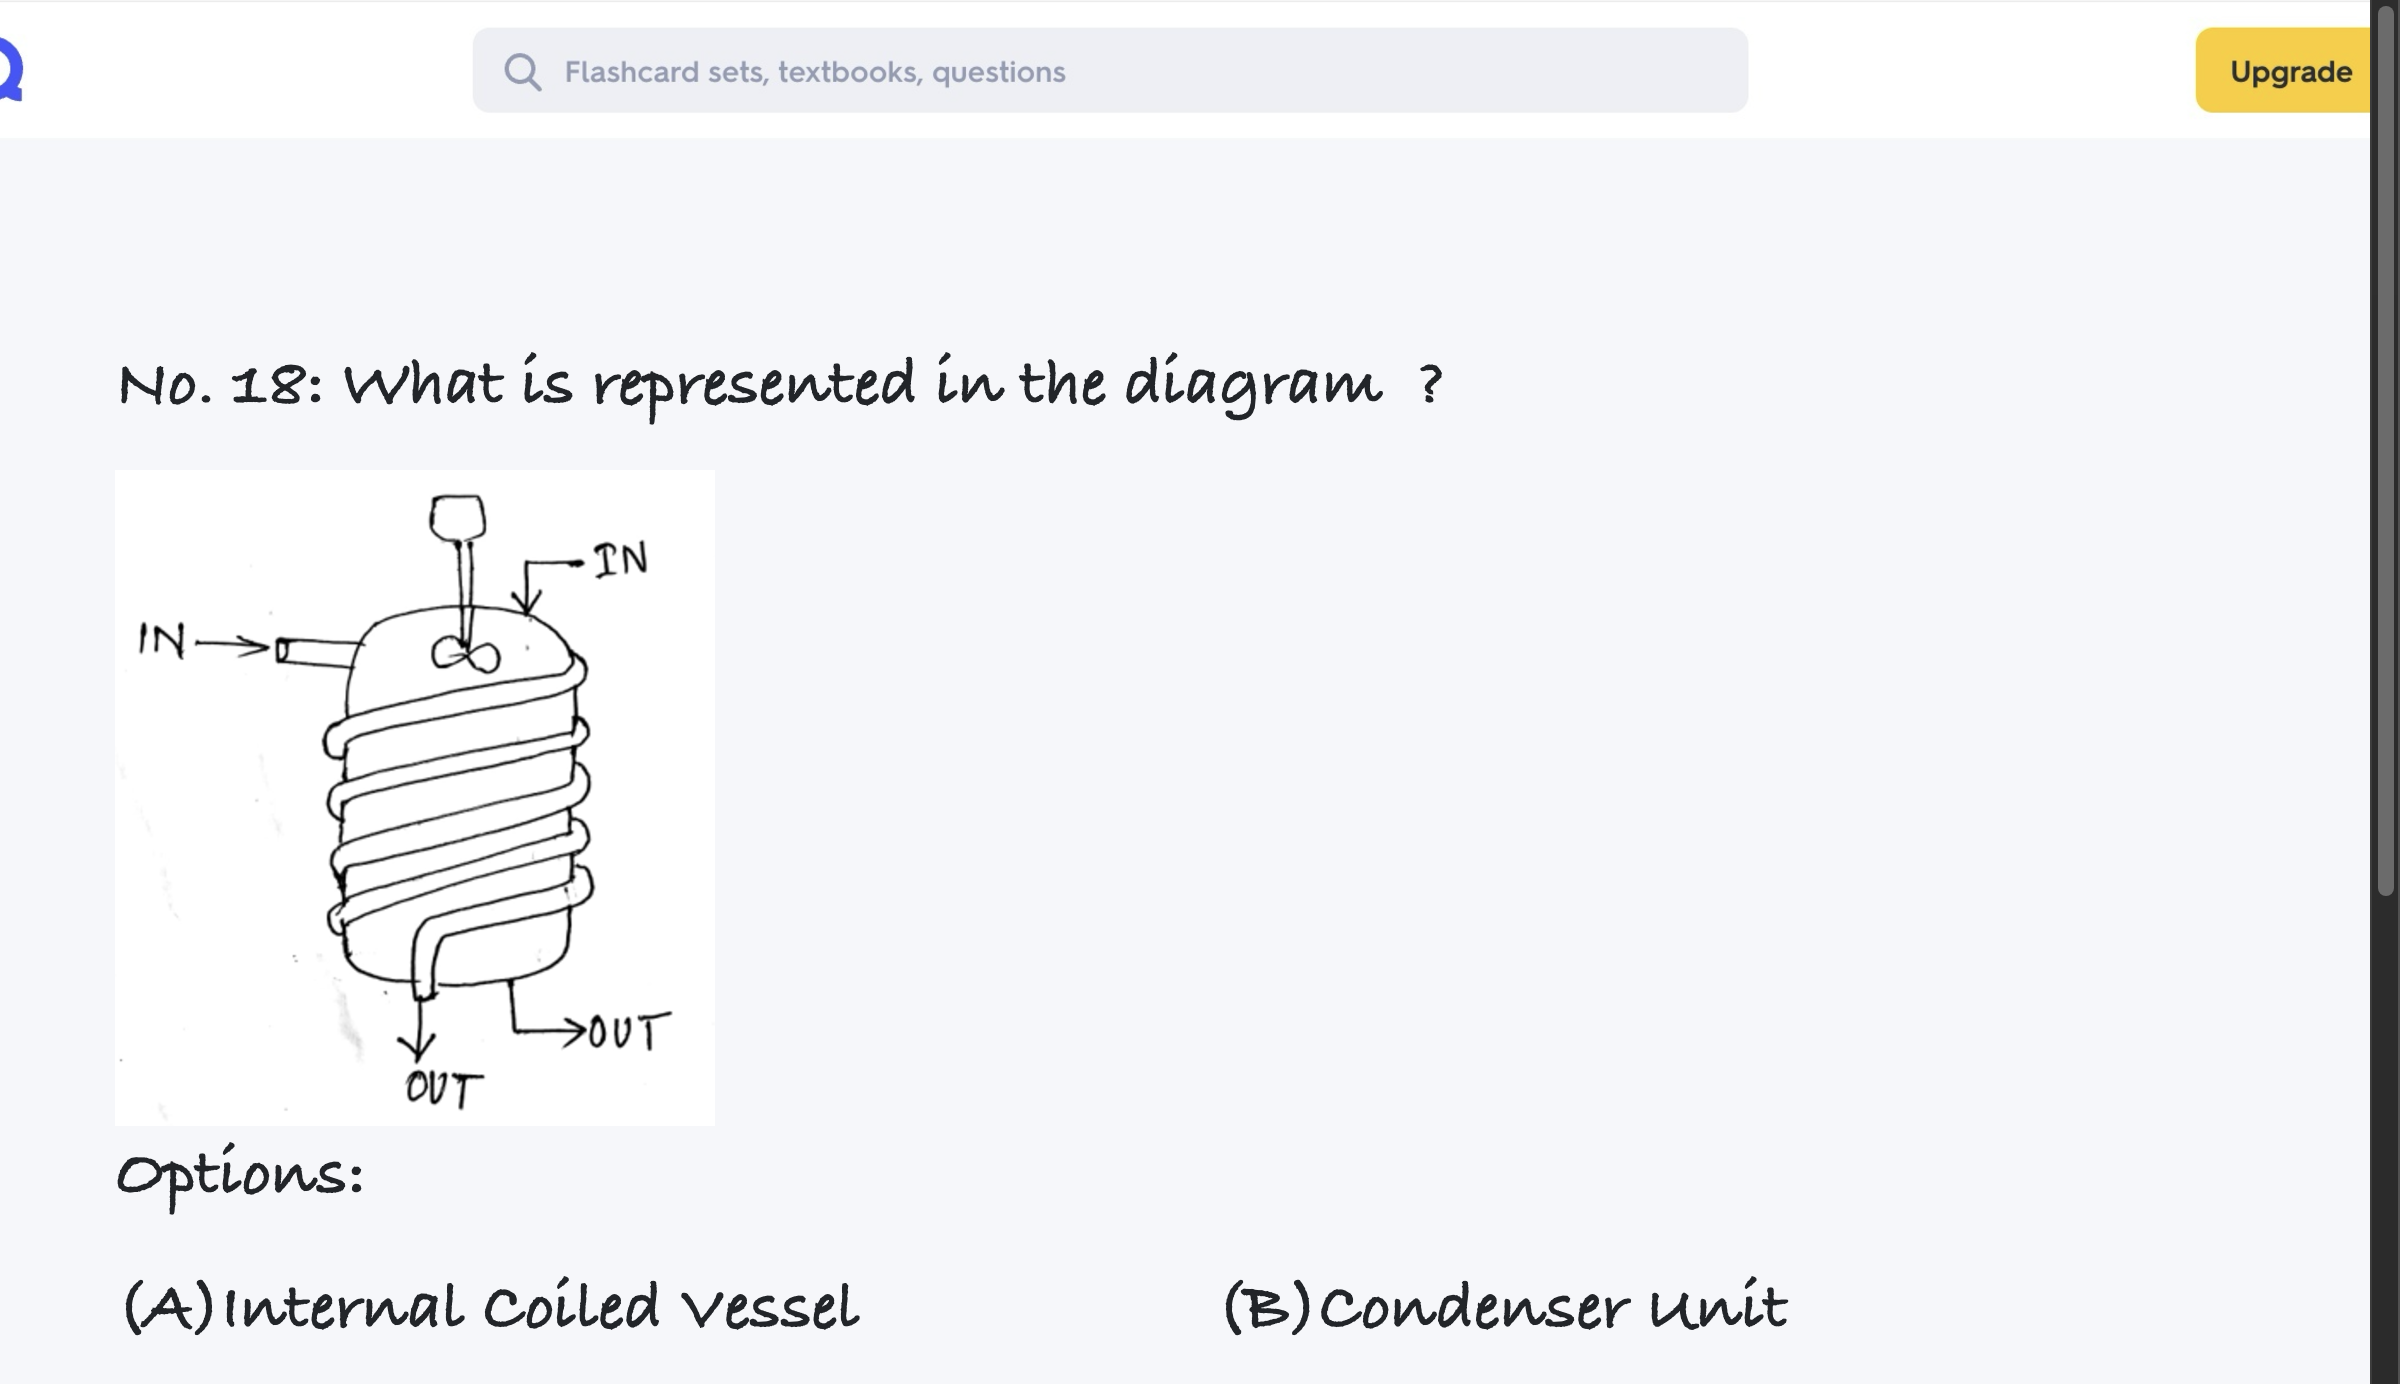 Flashcard sets, textbooks, questions
Upgrade
No. 18: What is represented in the diagram ?
IN
IN
OUT
OUT
Options:
(A) Internal Coiled Vessel
(B) Condenser Unit